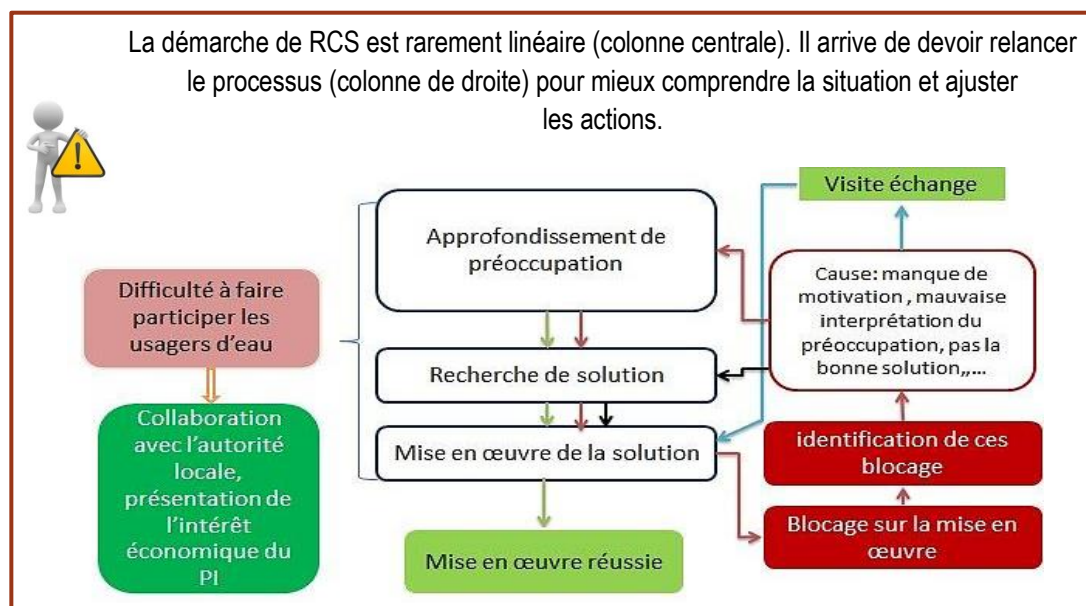 La démarche de RCS est rarement linéaire (colonne centrale). Il arrive de devoir relancer
le processus (colonne de droite) pour mieux comprendre la situation et ajuster
les actions.
Visite échange
Approfondissement de
préoccupation
Difficulté à faire
participer les
usagers d'eau
Cause: manque de
motivation , mauvaise
interprétation du
préoccupation, pas la
bonne solution,,,...
Recherche de solution
Collaboration
avec l'autorité
locale,
présentation de
l'intérêt
économique du
PI
Mise en œuvre de la solution
identification de ces
blocage
Blocage sur la mise en
œuvre
Mise en œuvre réussie